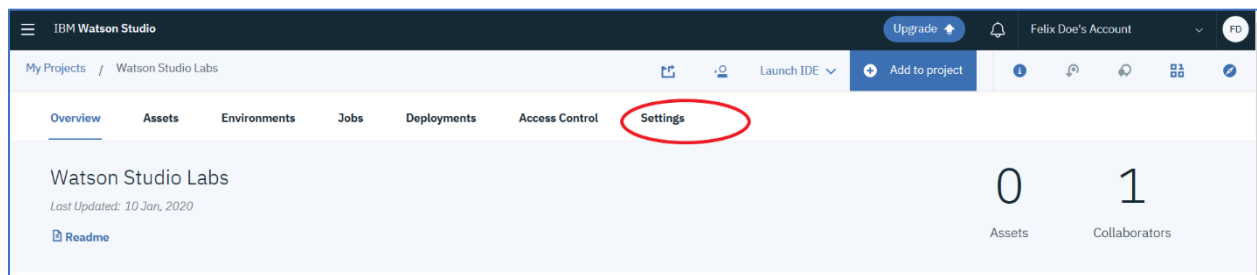 IBM Watson Studio
Upgrade
Felix Doe's Account
FD
My Projects / Watson Studio Labs
Launch IDE
Add to project
Overview
Assets
Environments
Jobs
Deployments
Access Control
Settings
Watson Studio Labs
Last Updated: 10 Jan, 2020
Readme
0
Assets
1
Collaborators